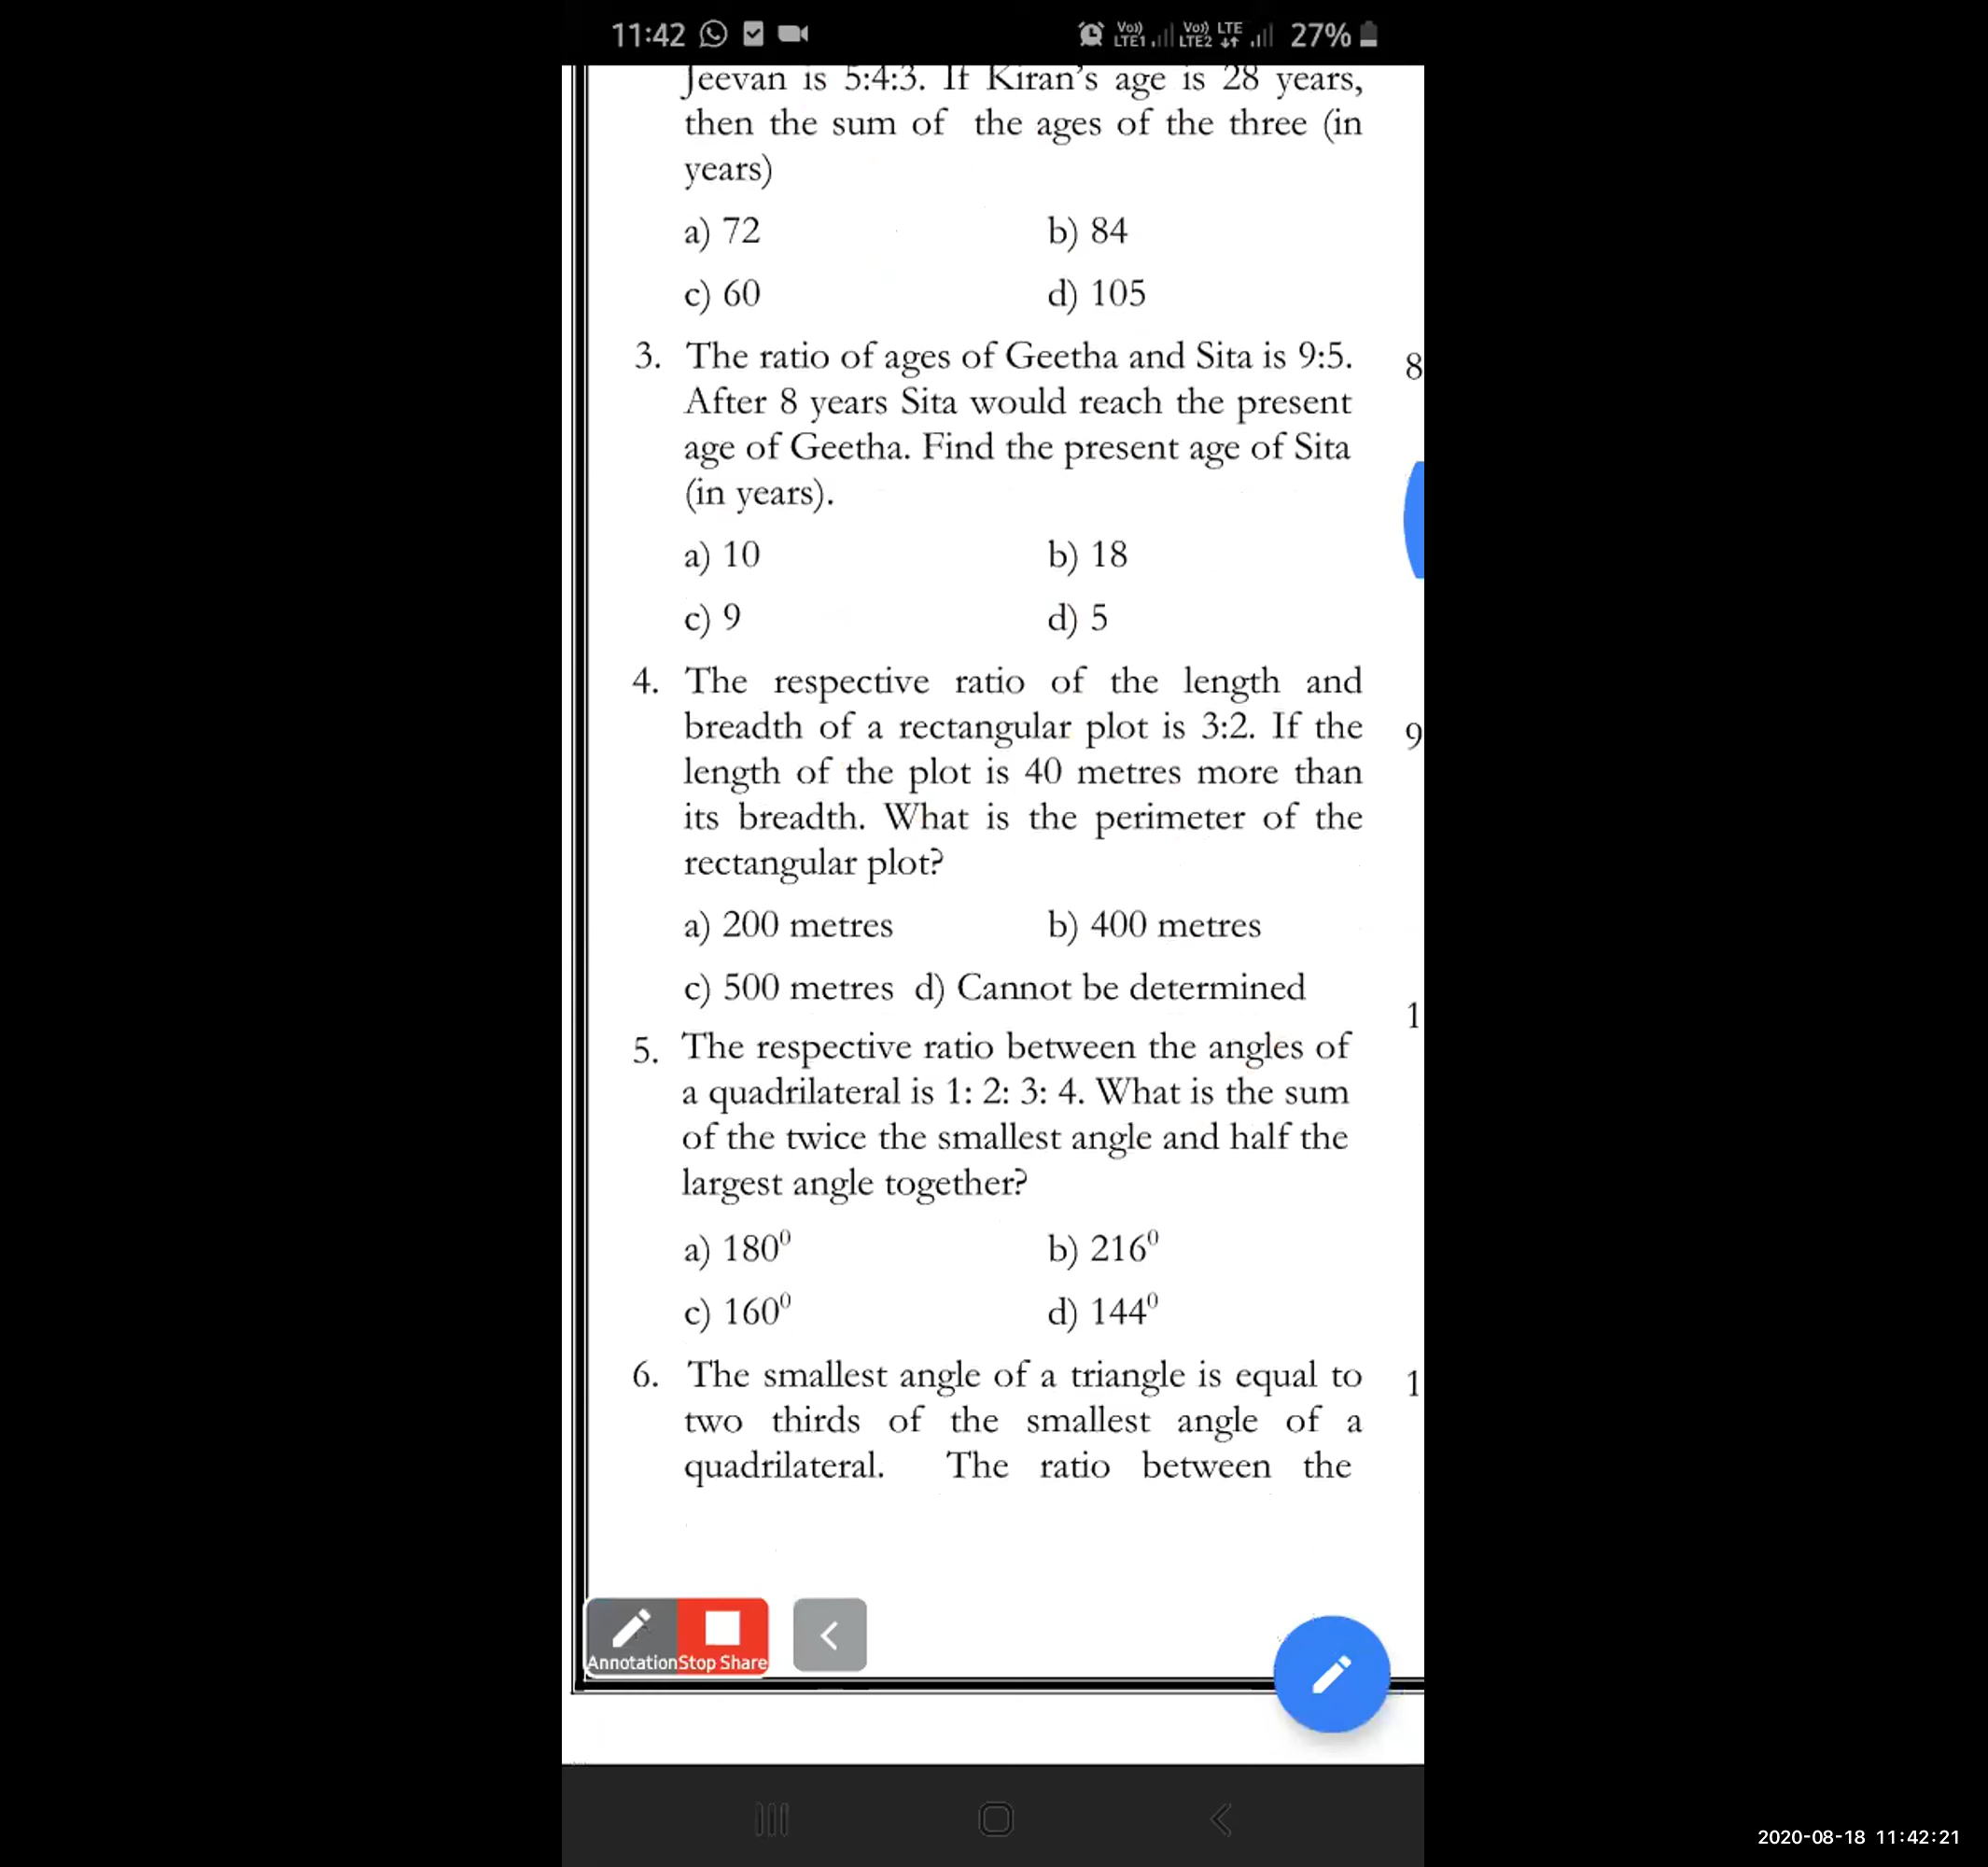 11:42 Vo)) LTE1 Vo)) LTE LTE2 27%
Jeevan is 5:4:3. If Kiran's age is 28 years,
then the sum of the ages of the three (in
years)
a) 72 b) 84
c) 60 d) 105
3. The ratio of ages of Geetha and Sita is 9:5.
After 8 years Sita would reach the present
age of Geetha. Find the present age of Sita
(in years).
a) 10 b) 18
c) 9 d) 5
4. The respective ratio of the length and
breadth of a rectangular plot is 3:2. If the
length of the plot is 40 metres more than
its breadth. What is the perimeter of the
rectangular plot?
a) 200 metres b) 400 metres
c) 500 metres d) Cannot be determined
5. The respective ratio between the angles of
a quadrilateral is 1: 2: 3: 4. What is the sum
of the twice the smallest angle and half the
largest angle together?
a) 180⁰ b) 216⁰
c) 160⁰ d) 144⁰
6. The smallest angle of a triangle is equal to
two thirds of the smallest angle of a
quadrilateral. The ratio between the
8
9
1
1
Annotation Stop Share
2020-08-18 11:42:21